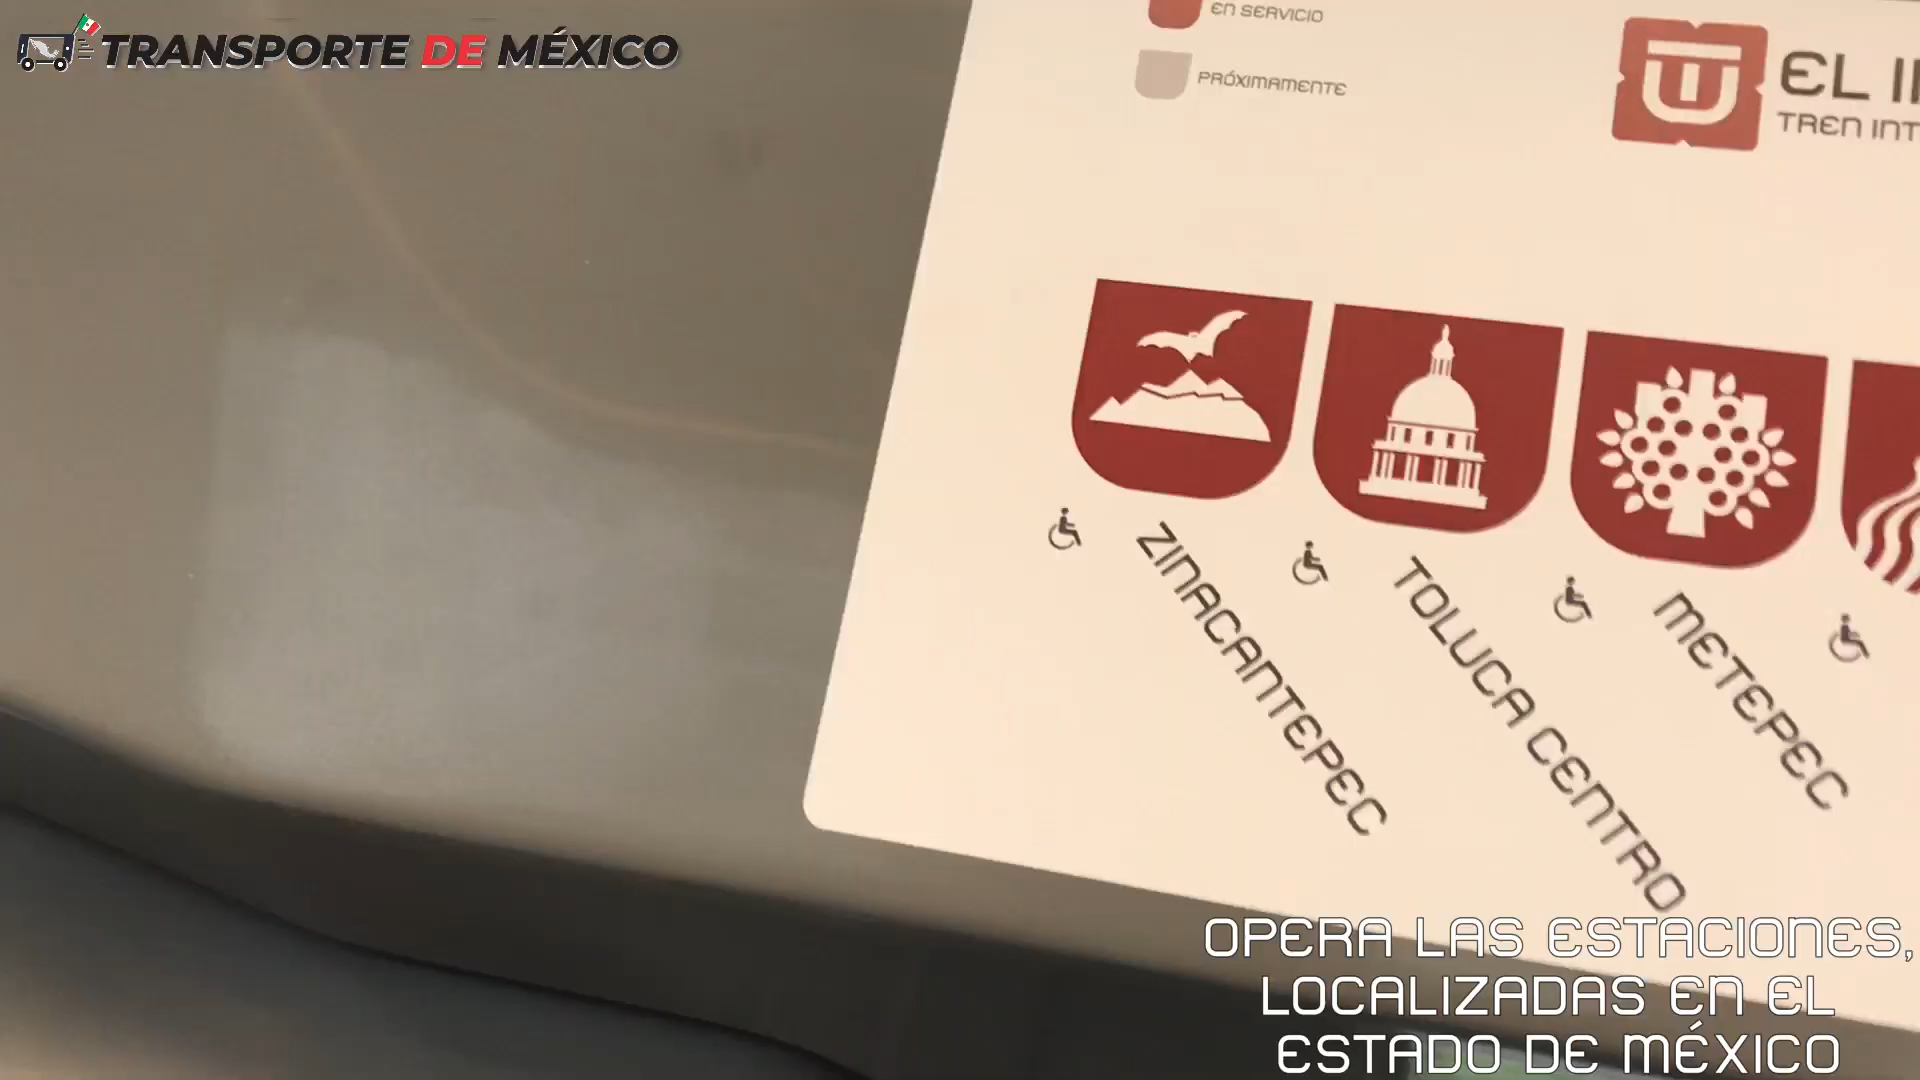 TRANSPORTE DE MÉXICO
EN SERVICIO
PRÓXIMAMENTE
EL
TREN
ZINACANTEPEC
TOLUCA CENTRO
METEPEC
OPERA LAS ESTACIONES,
LOCALIZADAS EN EL
ESTADO DE MÉXICO